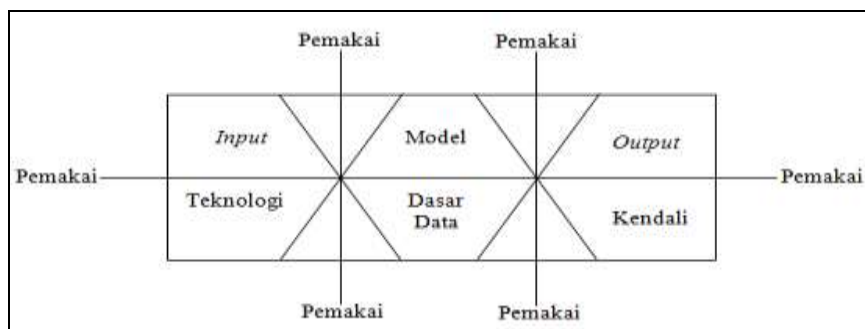 Pemakai Pemakai
Input Model Output
Pemakai Pemakai
Teknologi Dasar Data Kendali
Pemakai Pemakai